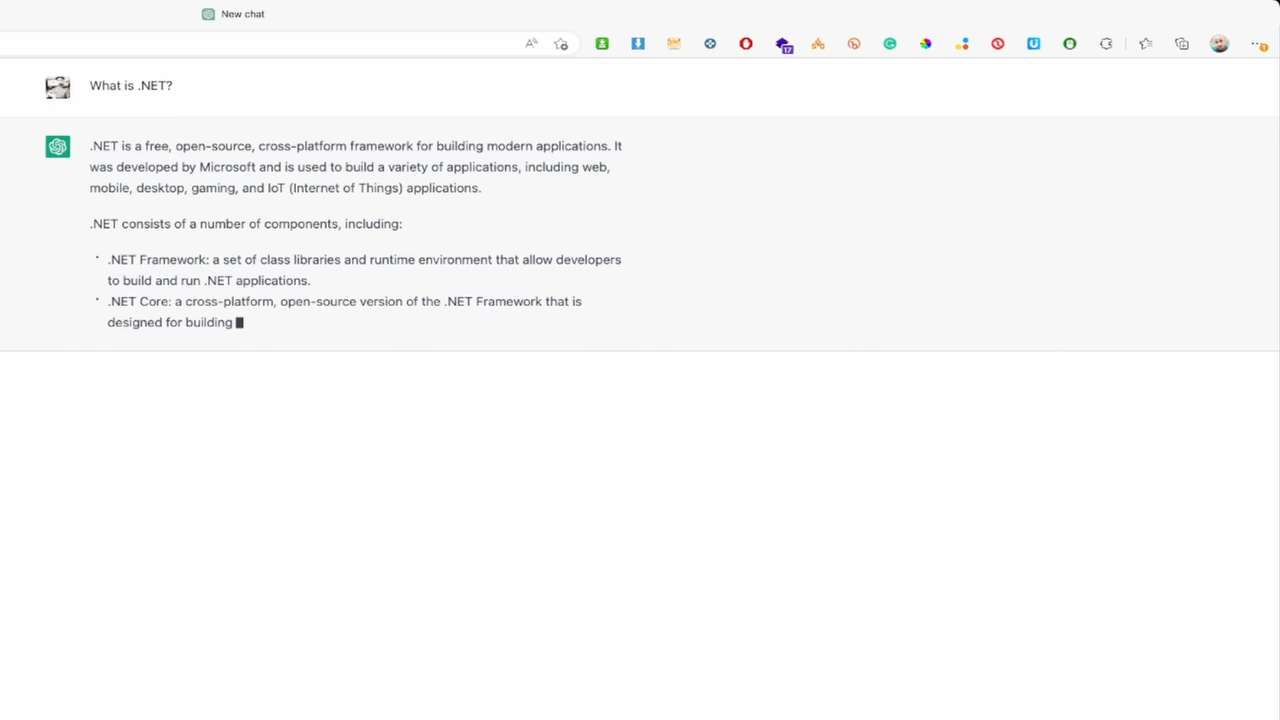 New chat
A
17
What is .NET?
.NET is a free, open-source, cross-platform framework for building modern applications. It
was developed by Microsoft and is used to build a variety of applications, including web,
mobile, desktop, gaming, and IoT (Internet of Things) applications.
.NET consists of a number of components, including:
· .NET Framework: a set of class libraries and runtime environment that allow developers
to build and run .NET applications.
· .NET Core: a cross-platform, open-source version of the .NET Framework that is
designed for building